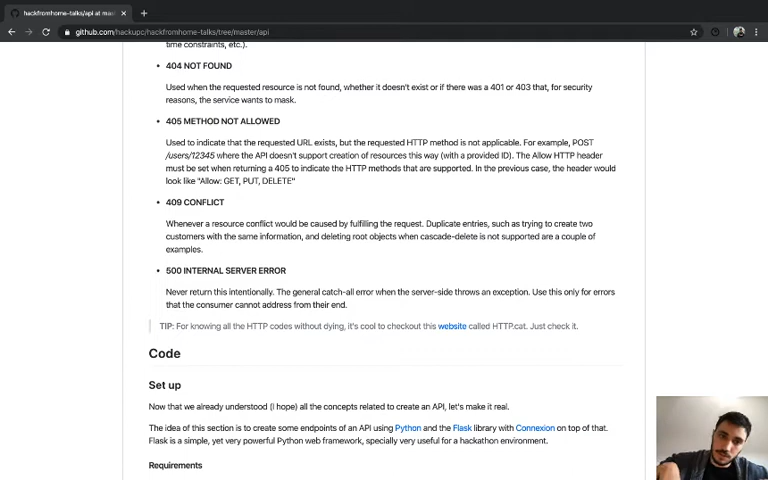 hackfromhome-talks/api at mas
github.com/hackupc/hackfromhome-talks/tree/master/api
time constraints, etc.).
404 NOT FOUND
Used when the requested resource is not found, whether it doesn't exist or if there was a 401 or 403 that, for security
reasons, the service wants to mask.
405 METHOD NOT ALLOWED
Used to indicate that the requested URL exists, but the requested HTTP method is not applicable. For example, POST
/users/12345 where the API doesn't support creation of resources this way (with a provided ID). The Allow HTTP header
must be set when returning a 405 to indicate the HTTP methods that are supported. In the previous case, the header would
look like "Allow: GET, PUT, DELETE"
409 CONFLICT
Whenever a resource conflict would be caused by fulfilling the request. Duplicate entries, such as trying to create two
customers with the same information, and deleting root objects when cascade-delete is not supported are a couple of
examples.
500 INTERNAL SERVER ERROR
Never return this intentionally. The general catch-all error when the server-side throws an exception. Use this only for errors
that the consumer cannot address from their end.
TIP: For knowing all the HTTP codes without dying, it's cool to checkout this website called HTTP.cat. Just check it.
Code
Set up
Now that we already understood (I hope) all the concepts related to create an API, let's make it real.
The idea of this section is to create some endpoints of an API using Python and the Flask library with Connexion on top of that.
Flask is a simple, yet very powerful Python web framework, specially very useful for a hackathon environment.
Requirements